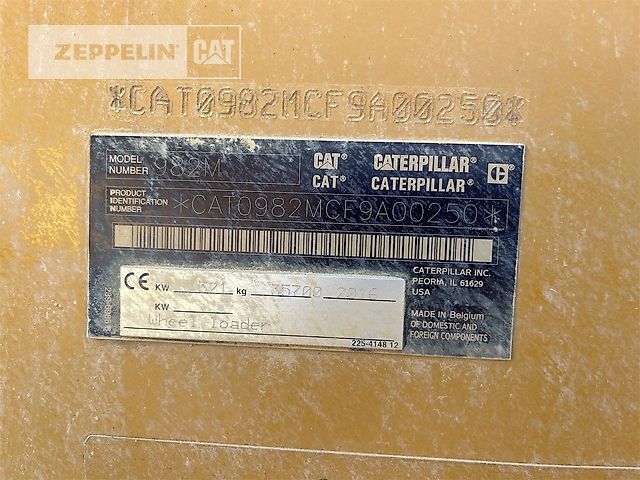 ZEPPELIN CAT
*CAT0982MCF9A00250*
MODEL NUMBER 982M CAT® CATERPILLAR®
CAT® CATERPILLAR® C
PRODUCT IDENTIFICATION NUMBER *CAT0982MCF9A00250*
CATERPILLAR INC.
PEORIA, IL 61629
USA
CE KW 321 kg 35700 2016
KW
Wheel loader
MADE IN Belgium
OF DOMESTIC AND
FOREIGN COMPONENTS
225-4148 12